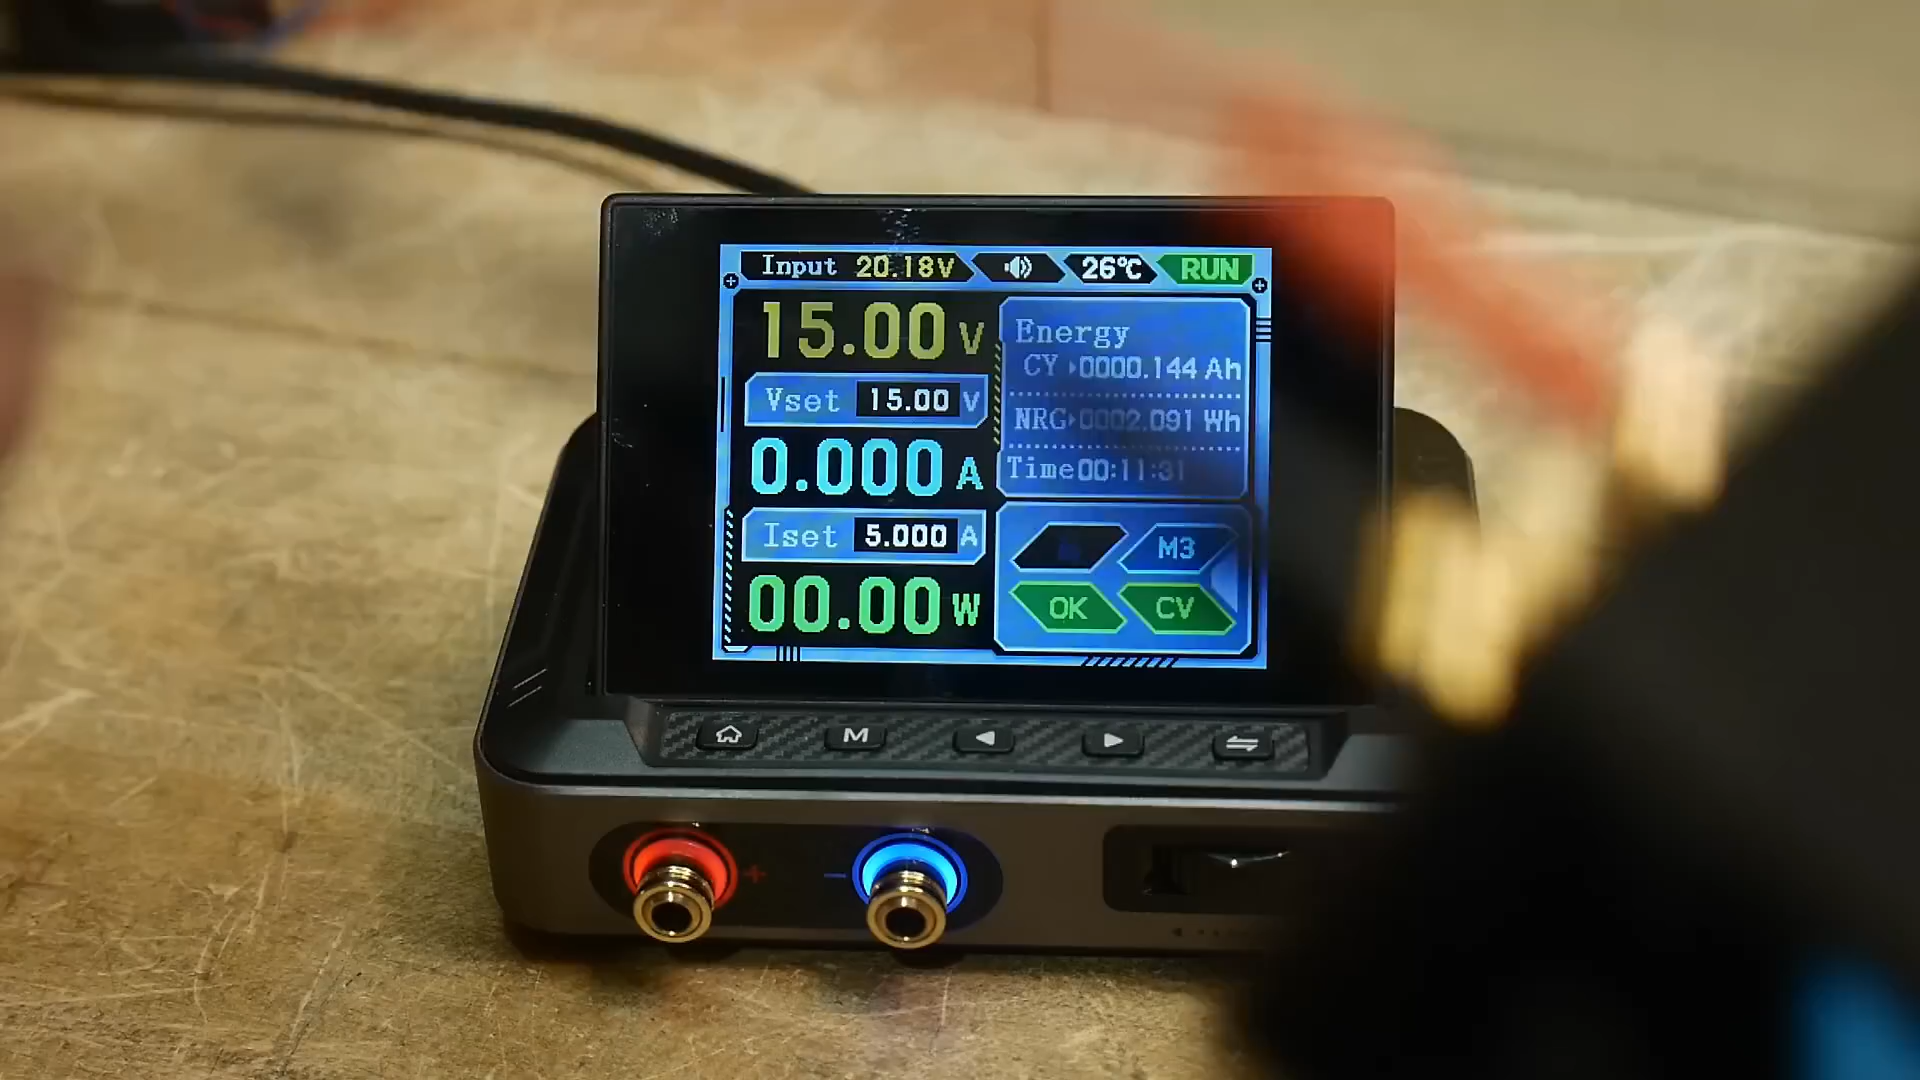 Input 20.18V 26℃ RUN
15.00 V
Vset 15.00 V
0.000 A
Iset 5.000 A
00.00 W
Energy
CY 0000.144 Ah
NRG 0002.091 Wh
Time 00:11:31
M3
OK CV
M
+ −